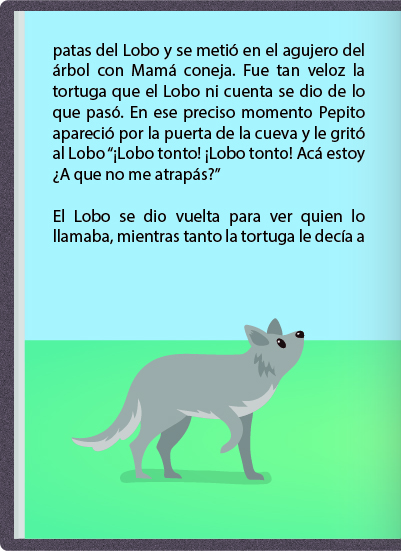 patas del Lobo y se metió en el agujero del
árbol con Mamá coneja. Fue tan veloz la
tortuga que el Lobo ni cuenta se dio de lo
que pasó. En ese preciso momento Pepito
apareció por la puerta de la cueva y le gritó
al Lobo “¡Lobo tonto! ¡Lobo tonto! Acá estoy
¿A que no me atrapás?”
El Lobo se dio vuelta para ver quien lo
llamaba, mientras tanto la tortuga le decía a